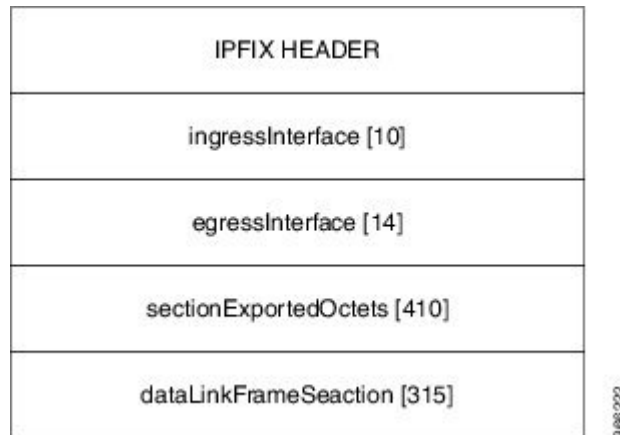 IPFIX HEADER
ingressInterface [10]
egressInterface [14]
sectionExportedOctets [410]
dataLinkFrameSeaction [315]